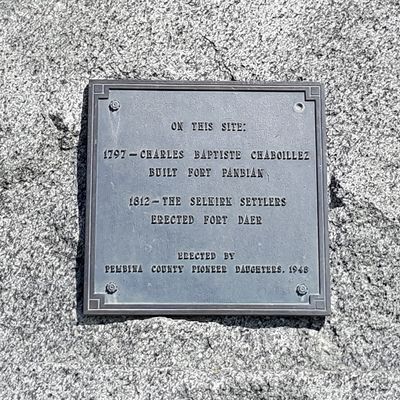 ON THIS SITE:
1797 – CHARLES BAPTISTE CHABOILLEZ
BUILT FORT PANBIAN
1812 – THE SELKIRK SETTLERS
ERECTED FORT DAER
ERECTED BY
PEMBINA COUNTY PIONEER DAUGHTERS. 1948